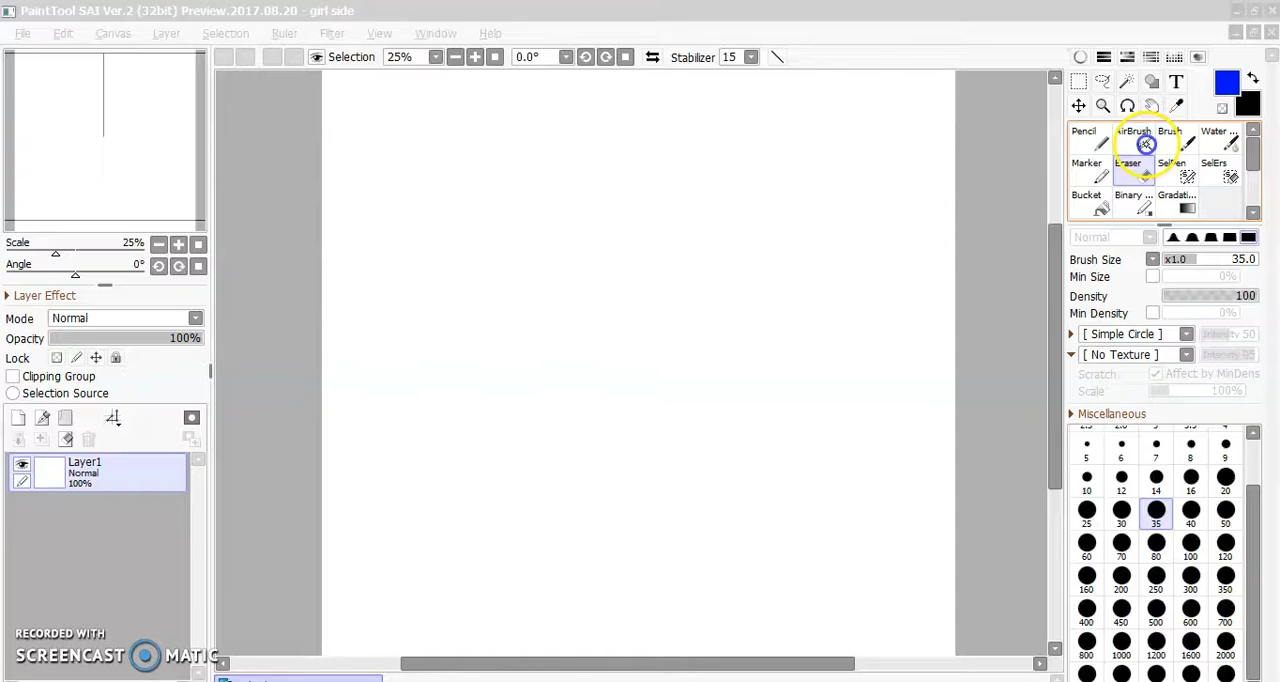 PaintTool SAI Ver.2 (32bit) Preview.2017.08.20 - girl side
File Edit Canvas Layer Selection Ruler Filter View Window Help
Selection 25% 0.0° Stabilizer 15
T
Pencil AirBrush Brush Water ...
Marker Eraser SelPen SelErs
Bucket Binary ... Gradati...
Scale 25%
Angle 0°
Layer Effect
Mode Normal
Opacity 100%
Lock
Clipping Group
Selection Source
Layer1
Normal
100%
Normal
Brush Size x1.0 35.0
Min Size 0%
Density 100
Min Density 0%
[ Simple Circle ] Intensity 50
[ No Texture ] Intensity 95
Scratch Affect by MinDens
Scale 100%
Miscellaneous
5 6 7 8 9
10 12 14 16 20
25 30 35 40 50
60 70 80 100 120
160 200 250 300 350
400 450 500 600 700
800 1000 1200 1600 2000
RECORDED WITH
SCREENCAST MATIC